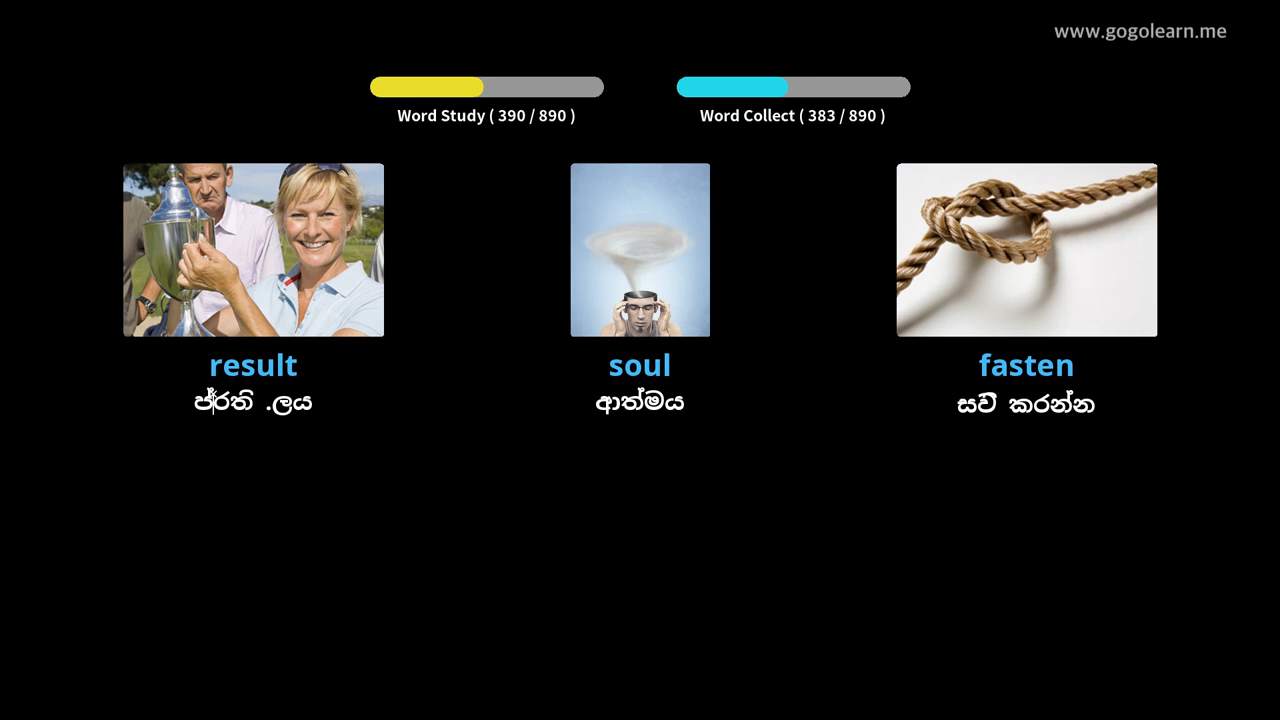 www.gogolearn.me
Word Study ( 390 / 890 )
Word Collect ( 383 / 890 )
result
soul
fasten
ප්‍රති .ලය
ආත්මය
සවි කරන්න